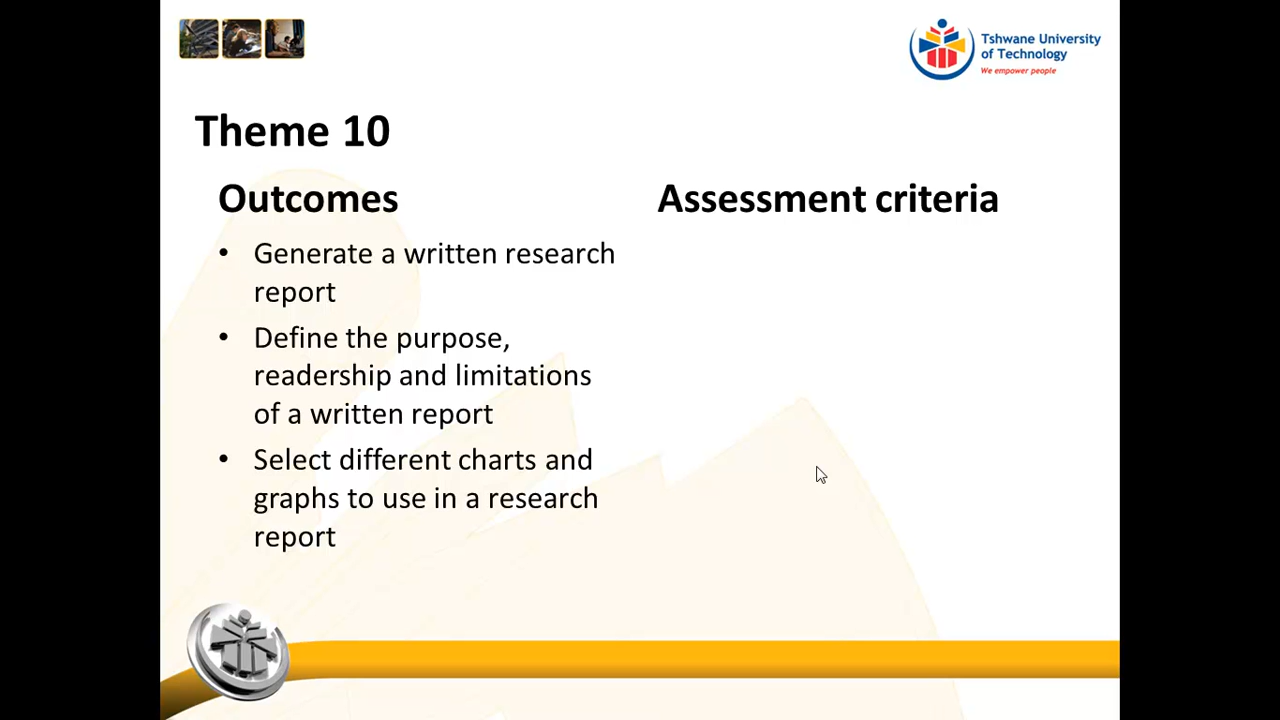 Tshwane University
of Technology
We empower people
Theme 10
Outcomes
• Generate a written research
report
• Define the purpose,
readership and limitations
of a written report
• Select different charts and
graphs to use in a research
report
Assessment criteria